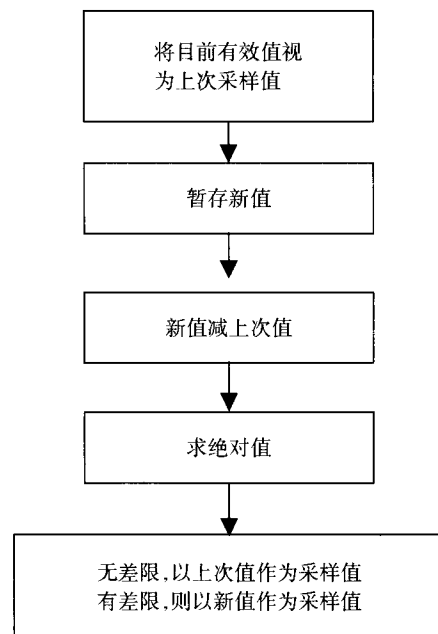 将目前有效值视
为上次采样值
暂存新值
新值减上次值
求绝对值
无差限,以上次值作为采样值
有差限,则以新值作为采样值